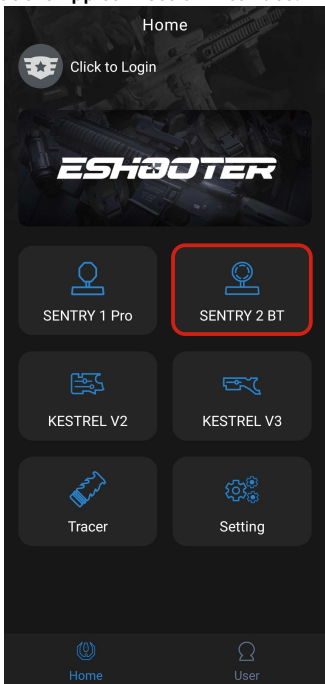 Home
Click to Login
ESHOOTER
SENTRY 1 Pro
SENTRY 2 BT
KESTREL V2
KESTREL V3
Tracer
Setting
Home
User